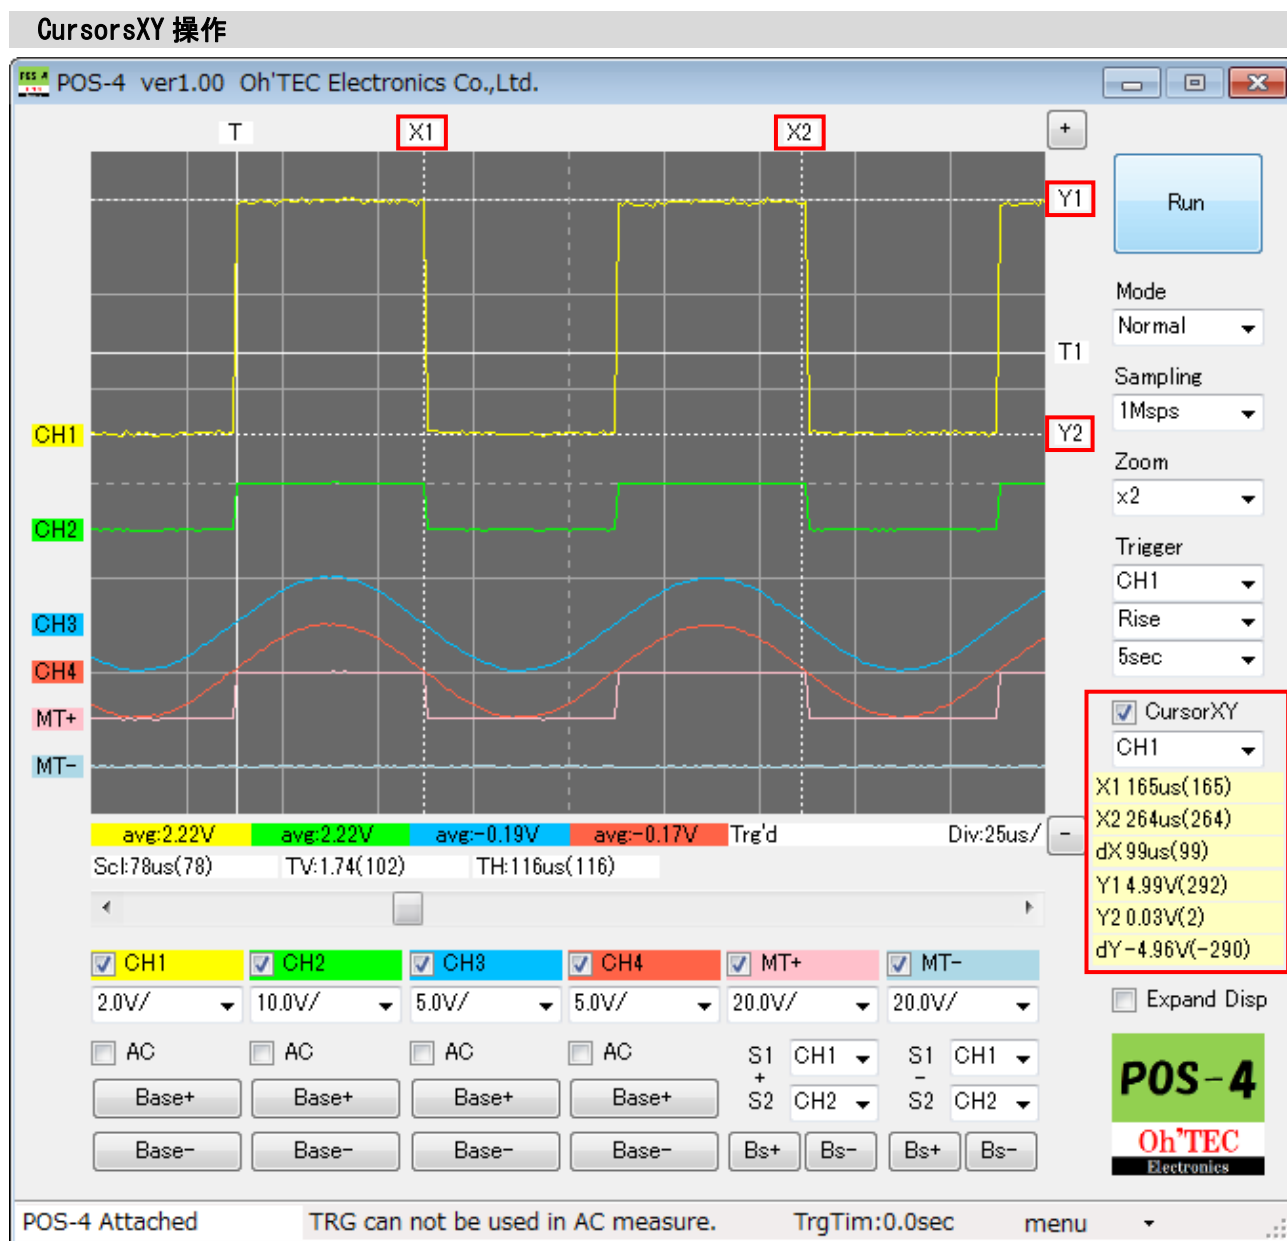 CursorsXY 操作
POS-4 ver1.00 Oh'TEC Electronics Co.,Ltd.
T X1 X2 +
Y1
Run
Mode
Normal
T1
Sampling
1Msps
CH1
Y2
Zoom
x2
CH2
Trigger
CH1
Rise
CH3
5sec
CH4
MT+
CursorXY
CH1
MT-
X1 165us(165)
X2 264us(264)
dX 99us(99)
Y1 4.99V(292)
Y2 0.03V(2)
dY -4.96V(-290)
avg:2.22V avg:2.22V avg:-0.19V avg:-0.17V Trg'd Div:25us/ -
Scl:78us(78) TV:1.74(102) TH:116us(116)
CH1 CH2 CH3 CH4 MT+ MT-
2.0V/ 10.0V/ 5.0V/ 5.0V/ 20.0V/ 20.0V/
Expand Disp
AC AC AC AC S1 CH1 S1 CH1
+ -
Base+ Base+ Base+ Base+ S2 CH2 S2 CH2
Base- Base- Base- Base- Bs+ Bs- Bs+ Bs-
POS-4
Oh'TEC
Electronics
POS-4 Attached TRG can not be used in AC measure. TrgTim:0.0sec menu